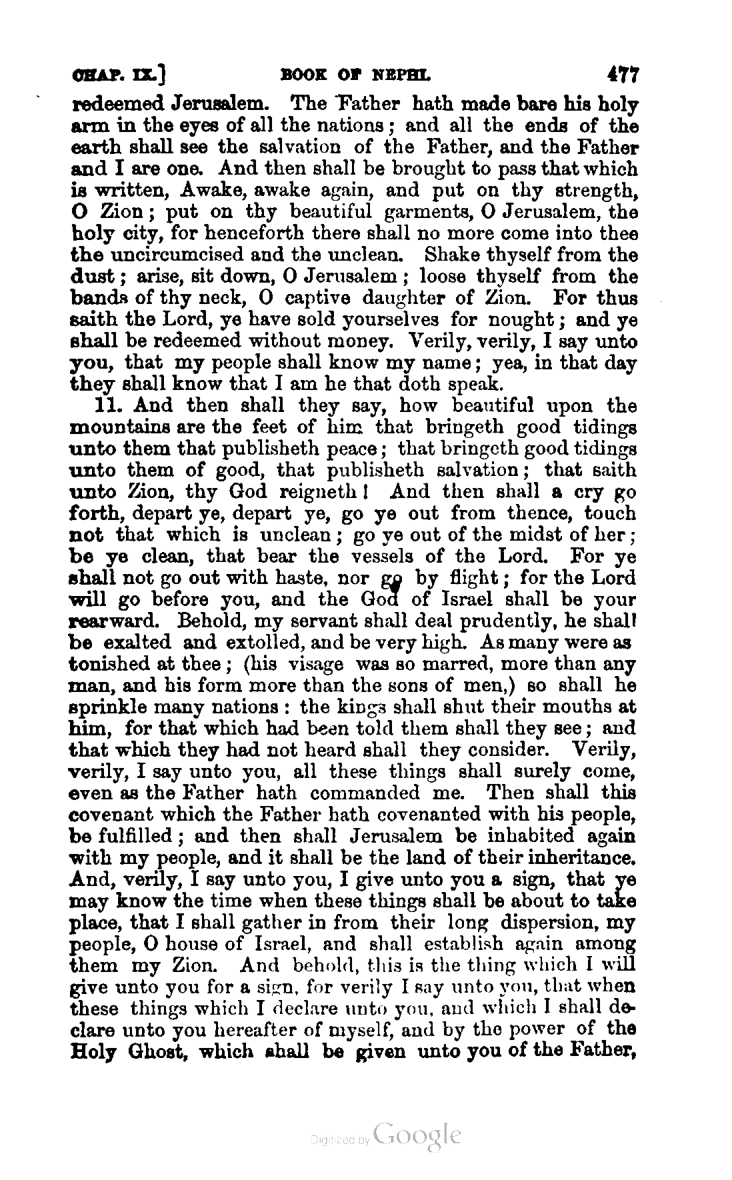 CHAP. IX.] BOOK OF NEPHI. 477
redeemed Jerusalem. The Father hath made bare his holy
arm in the eyes of all the nations; and all the ends of the
earth shall see the salvation of the Father, and the Father
and I are one. And then shall be brought to pass that which
is written, Awake, awake again, and put on thy strength,
O Zion; put on thy beautiful garments, O Jerusalem, the
holy city, for henceforth there shall no more come into thee
the uncircumcised and the unclean. Shake thyself from the
dust; arise, sit down, O Jerusalem; loose thyself from the
bands of thy neck, O captive daughter of Zion. For thus
saith the Lord, ye have sold yourselves for nought; and ye
shall be redeemed without money. Verily, verily, I say unto
you, that my people shall know my name; yea, in that day
they shall know that I am he that doth speak.
11. And then shall they say, how beautiful upon the
mountains are the feet of him that bringeth good tidings
unto them that publisheth peace; that bringeth good tidings
unto them of good, that publisheth salvation; that saith
unto Zion, thy God reigneth! And then shall a cry go
forth, depart ye, depart ye, go ye out from thence, touch
not that which is unclean; go ye out of the midst of her;
be ye clean, that bear the vessels of the Lord. For ye
shall not go out with haste, nor go by flight; for the Lord
will go before you, and the God of Israel shall be your
rearward. Behold, my servant shall deal prudently, he shall
be exalted and extolled, and be very high. As many were as
tonished at thee; (his visage was so marred, more than any
man, and his form more than the sons of men,) so shall he
sprinkle many nations: the kings shall shut their mouths at
him, for that which had been told them shall they see; and
that which they had not heard shall they consider. Verily,
verily, I say unto you, all these things shall surely come,
even as the Father hath commanded me. Then shall this
covenant which the Father hath covenanted with his people,
be fulfilled; and then shall Jerusalem be inhabited again
with my people, and it shall be the land of their inheritance.
And, verily, I say unto you, I give unto you a sign, that ye
may know the time when these things shall be about to take
place, that I shall gather in from their long dispersion, my
people, O house of Israel, and shall establish again among
them my Zion. And behold, this is the thing which I will
give unto you for a sign, for verily I say unto you, that when
these things which I declare unto you, and which I shall de-
clare unto you hereafter of myself, and by the power of the
Holy Ghost, which shall be given unto you of the Father,
Digitized by Google